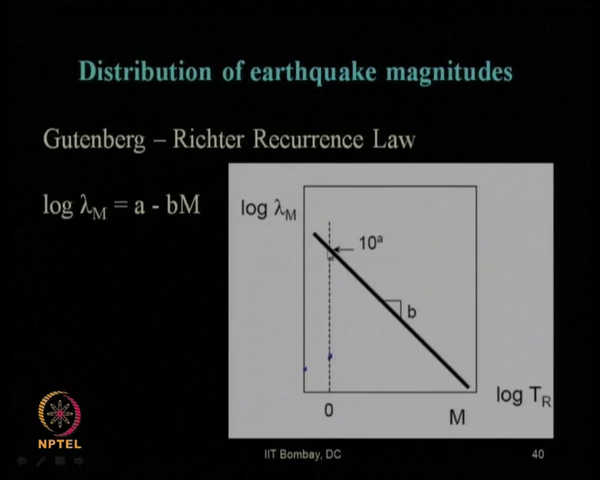 Distribution of earthquake magnitudes
Gutenberg – Richter Recurrence Law
log λM = a - bM
log λM
10ᵃ
b
log TR
0
M
NPTEL
IIT Bombay, DC
40